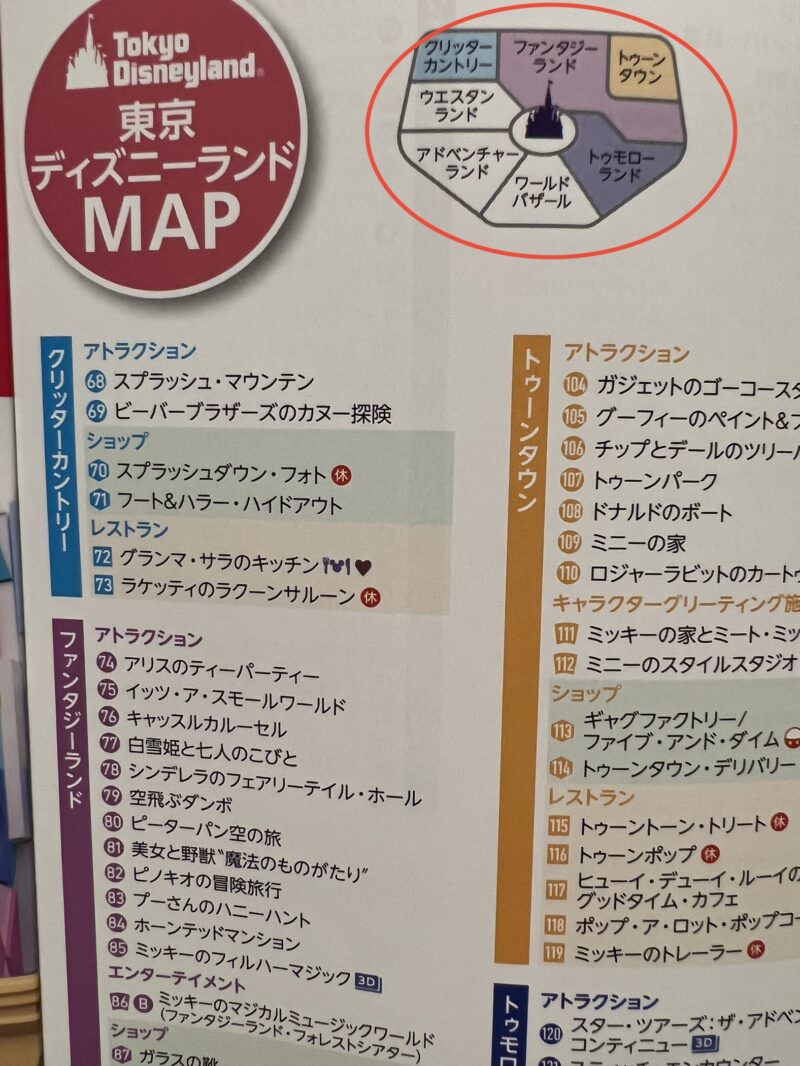 Tokyo
Disneyland®
東京
ディズニーランド
MAP
クリッター
カントリー
ファンタジー
ランド
トゥーン
タウン
ウエスタン
ランド
アドベンチャー
ランド
ワールド
バザール
トゥモロー
ランド
クリッターカントリー
アトラクション
68 スプラッシュ・マウンテン
69 ビーバーブラザーズのカヌー探険
ショップ
70 スプラッシュダウン・フォト 休
71 フート&ハラー・ハイドアウト
レストラン
72 グランマ・サラのキッチン
73 ラケッティのラクーンサルーン 休
ファンタジーランド
アトラクション
74 アリスのティーパーティー
75 イッツ・ア・スモールワールド
76 キャッスルカルーセル
77 白雪姫と七人のこびと
78 シンデレラのフェアリーテイル・ホール
79 空飛ぶダンボ
80 ピーターパン空の旅
81 美女と野獣“魔法のものがたり”
82 ピノキオの冒険旅行
83 プーさんのハニーハント
84 ホーンテッドマンション
85 ミッキーのフィルハーマジック 3D
エンターテイメント
86 B ミッキーのマジカルミュージックワールド
(ファンタジーランド・フォレストシアター)
ショップ
87 ガラスの靴
トゥーンタウン
アトラクション
104 ガジェットのゴーコースタ
105 グーフィーのペイント&プ
106 チップとデールのツリー
107 トゥーンパーク
108 ドナルドのボート
109 ミニーの家
110 ロジャーラビットのカートゥ
キャラクターグリーティング施
111 ミッキーの家とミート・ミッ
112 ミニーのスタイルスタジオ
ショップ
113 ギャグファクトリー/
ファイブ・アンド・ダイム
114 トゥーンタウン・デリバリー
レストラン
115 トゥーントーン・トリート 休
116 トゥーンポップ 休
117 ヒューイ・デューイ・ルーイの
グッドタイム・カフェ
118 ポップ・ア・ロット・ポップコー
119 ミッキーのトレーラー 休
トゥモロ
アトラクション
120 スター・ツアーズ:ザ・アドベン
コンティニュー 3D